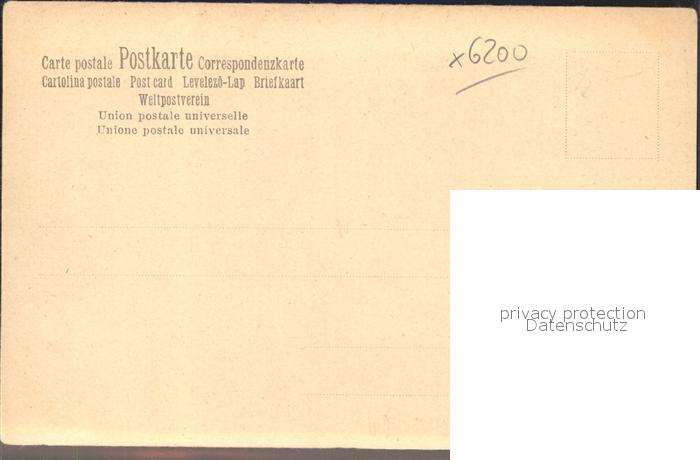 Carte postale Postkarte Correspondenzkarte
Cartolina postale Post card Levelezô-Lap Briefkaart
Weltpostverein
Union postale universelle
Unione postale universale
x6200
privacy protection
Datenschutz